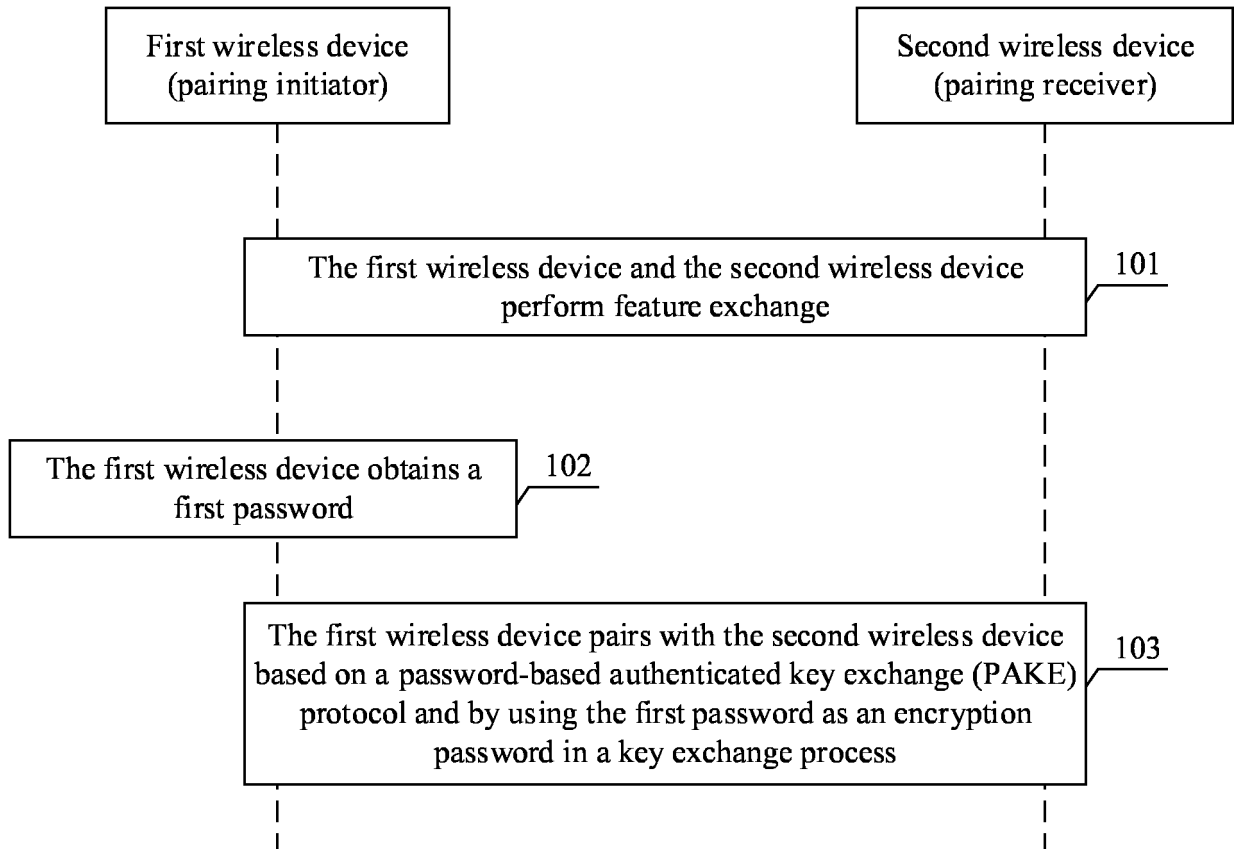 First wireless device
(pairing initiator)
Second wireless device
(pairing receiver)
The first wireless device and the second wireless device
perform feature exchange
101
The first wireless device obtains a
first password
102
The first wireless device pairs with the second wireless device
based on a password-based authenticated key exchange (PAKE)
protocol and by using the first password as an encryption
password in a key exchange process
103